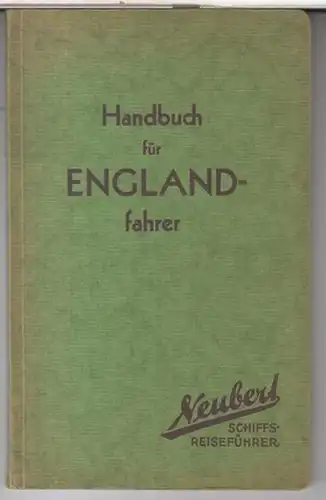 Handbuch
für
ENGLAND-
fahrer
Neubert
SCHIFFS-
REISEFÜHRER